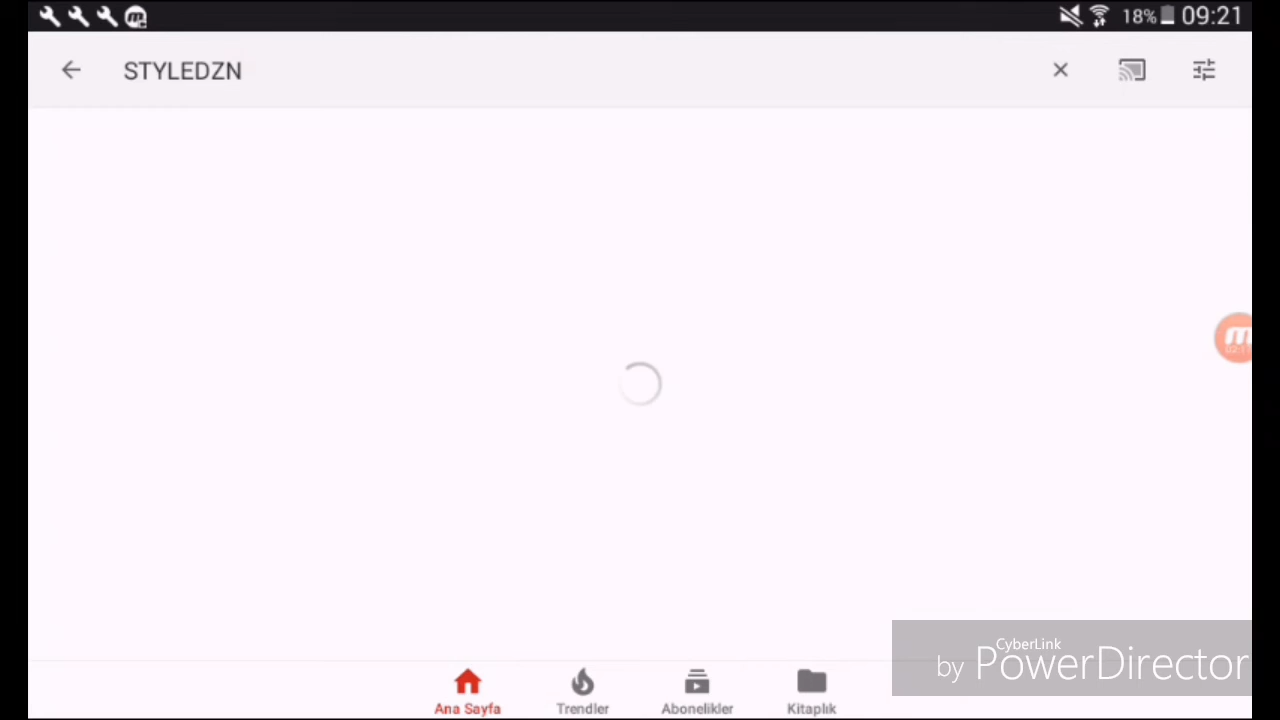 18% 09:21
STYLEDZN
Ana Sayfa Trendler Abonelikler Kitaplık
CyberLink
by PowerDirector